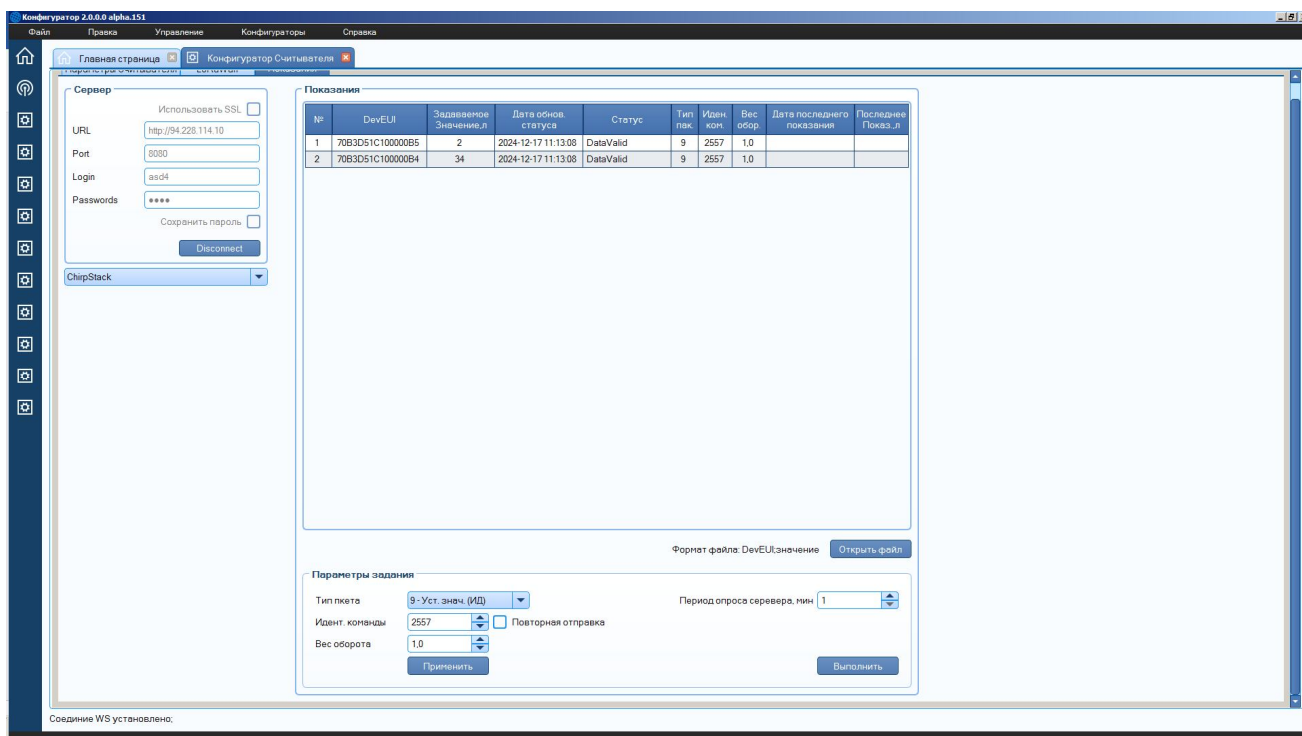 Конфигуратор 2.0.0.0 alpha.151
Файл Правка Управление Конфигураторы Справка
Главная страница Конфигуратор Считывателя
Сервер
Использовать SSL
URL http://94.228.114.10
Port 8080
Login asd4
Passwords ••••
Сохранить пароль
Disconnect
ChirpStack
Показания
№ DevEUI Задаваемое Значение,л Дата обнов. статуса Статус Тип пак. Иден. ком. Вес обор. Дата последнего показания Последнее Показ.,л
1 70B3D51C100000B5 2 2024-12-17 11:13:08 DataValid 9 2557 1,0
2 70B3D51C100000B4 34 2024-12-17 11:13:08 DataValid 9 2557 1,0
Формат файла: DevEUI;значение Открыть файл
Параметры задания
Тип пкета 9 - Уст. знач. (ИД) Период опроса серевера, мин 1
Идент. команды 2557 Повторная отправка
Вес оборота 1,0
Применить Выполнить
Соединие WS установлено;